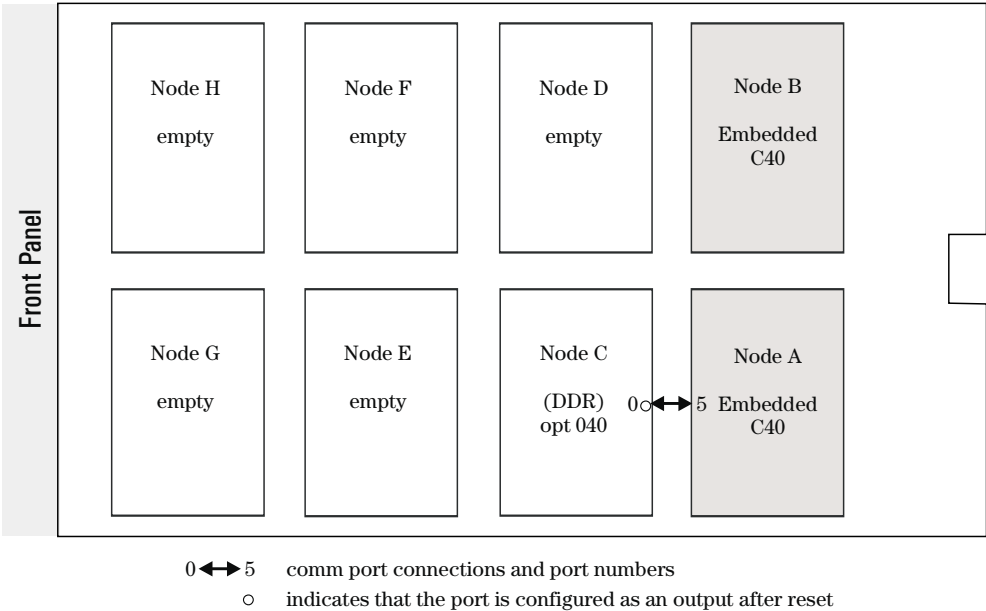 Front Panel
Node H
empty
Node F
empty
Node D
empty
Node B
Embedded
C40
Node G
empty
Node E
empty
Node C
(DDR)
opt 040
0
5
Node A
Embedded
C40
0 5 comm port connections and port numbers
indicates that the port is configured as an output after reset